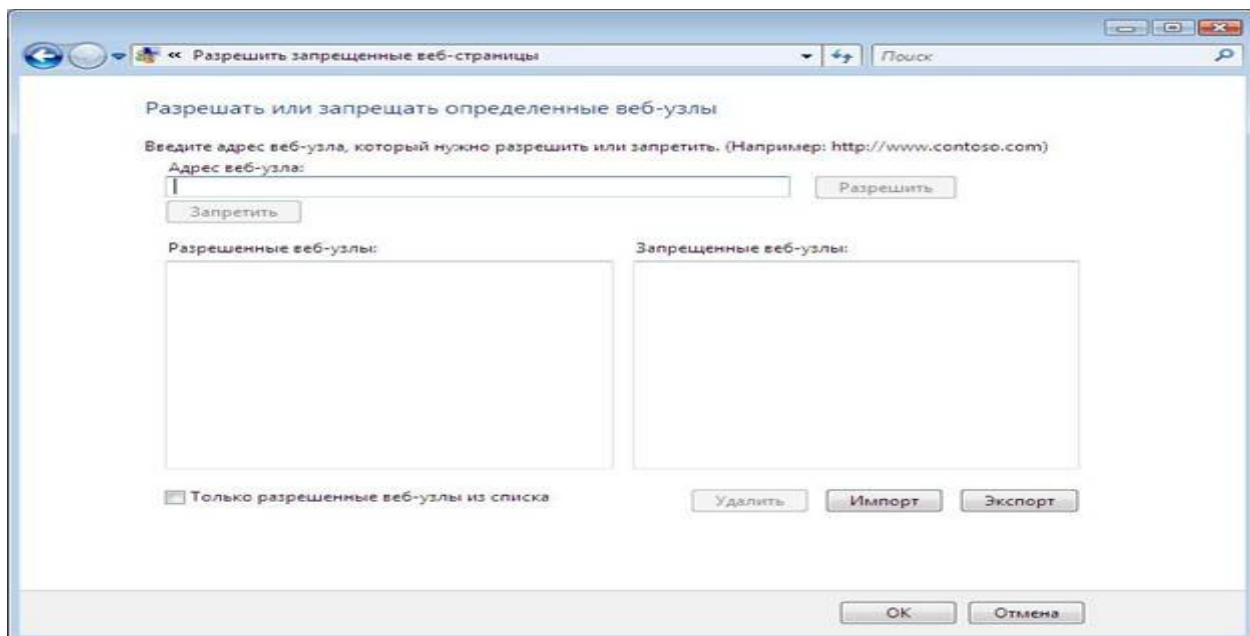 « Разрешить запрещенные веб-страницы
Поиск
Разрешать или запрещать определенные веб-узлы
Введите адрес веб-узла, который нужно разрешить или запретить. (Например: http://www.contoso.com)
Адрес веб-узла:
Разрешить
Запретить
Разрешенные веб-узлы: Запрещенные веб-узлы:
Только разрешенные веб-узлы из списка
Удалить Импорт Экспорт
OK Отмена